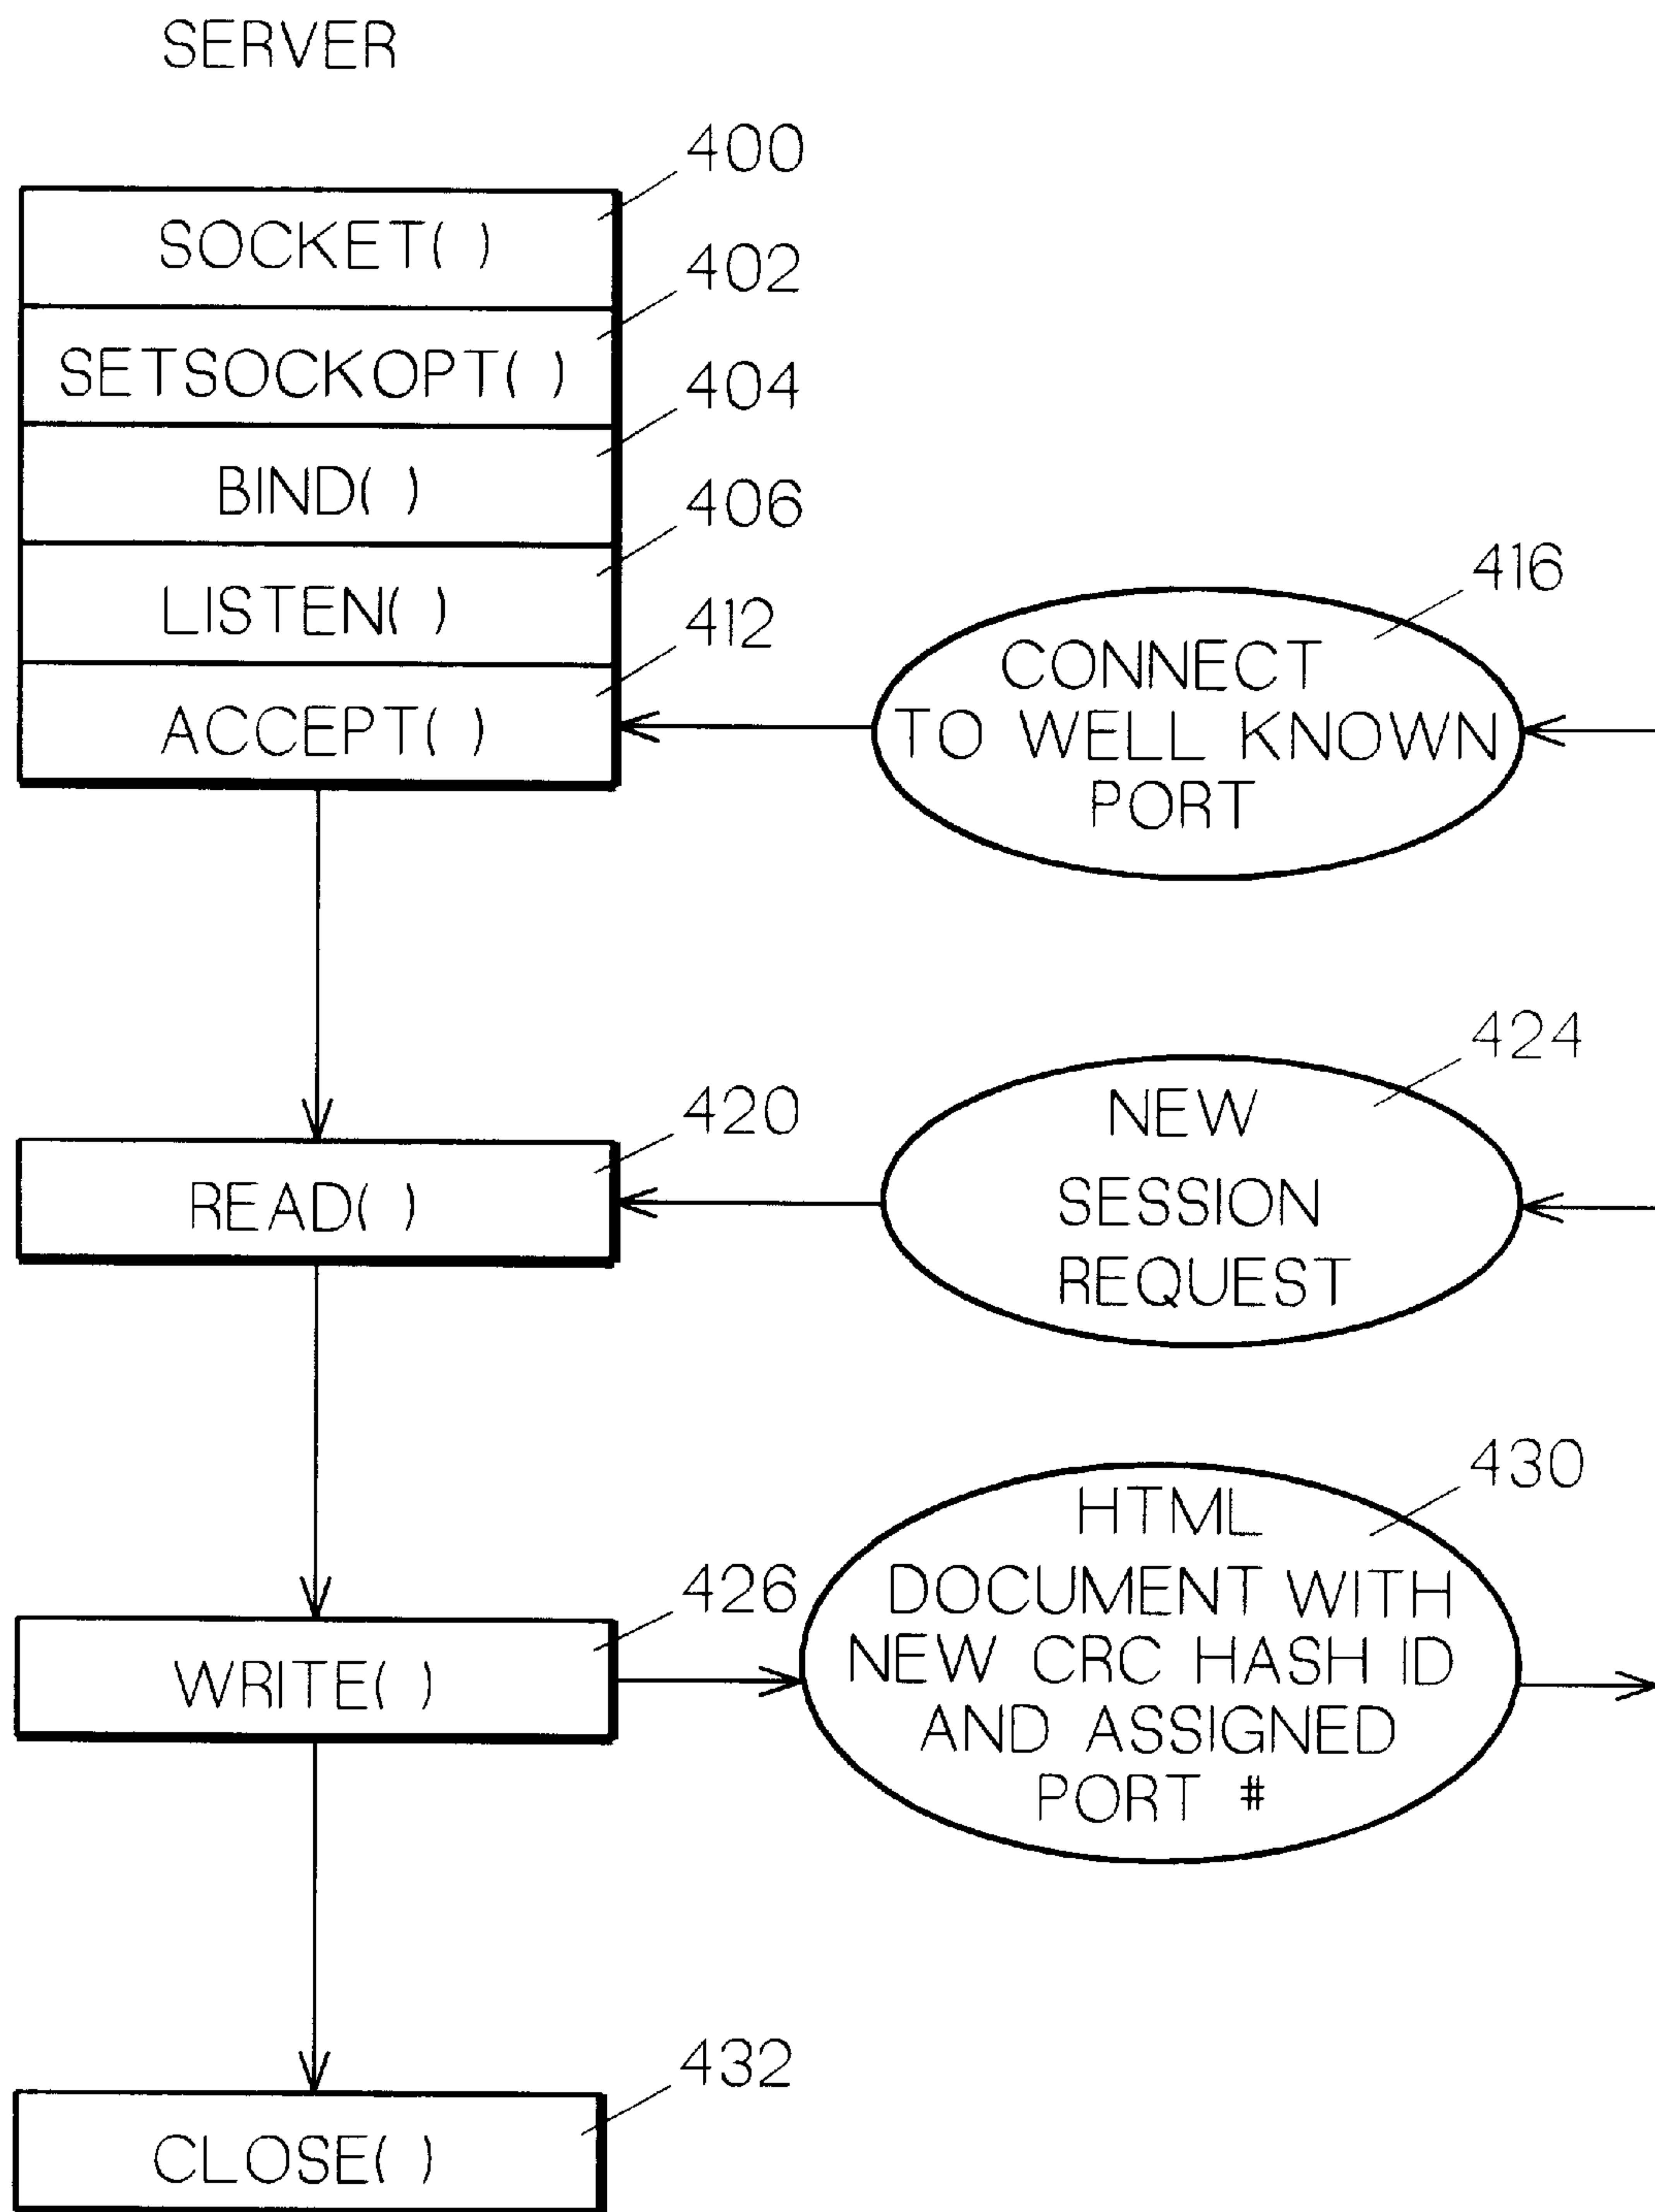 SERVER
400
SOCKET( )
402
SETSOCKOPT( )
404
BIND( )
406
LISTEN( )
412
ACCEPT( )
416
CONNECT
TO WELL KNOWN
PORT
420
READ( )
424
NEW
SESSION
REQUEST
426
WRITE( )
430
HTML
DOCUMENT WITH
NEW CRC HASH ID
AND ASSIGNED
PORT #
432
CLOSE( )